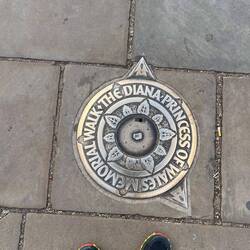 THE DIANA · PRINCESS OF WALES MEMORIAL WALK ·